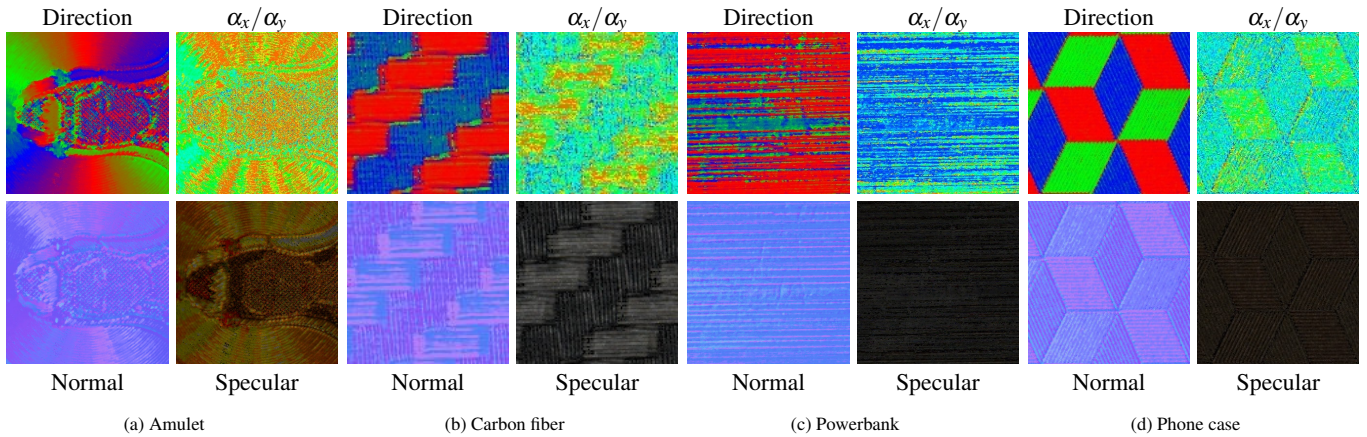 Direction αx/αy Direction αx/αy Direction αx/αy Direction αx/αy
Normal Specular Normal Specular Normal Specular Normal Specular
(a) Amulet (b) Carbon fiber (c) Powerbank (d) Phone case